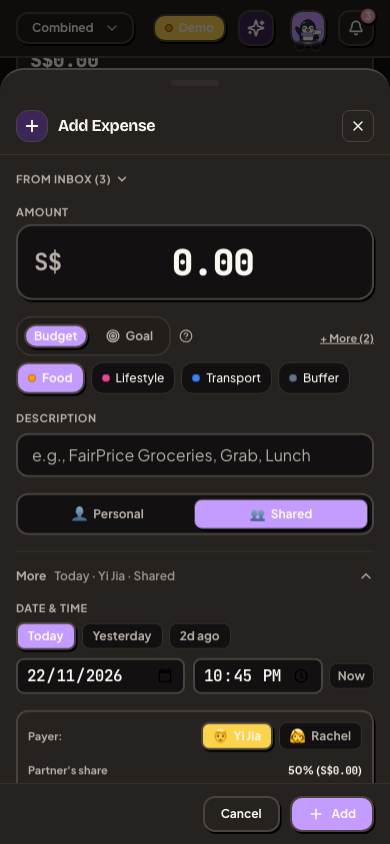 Combined Demo 3
S$0.00
Add Expense
FROM INBOX (3)
AMOUNT
S$ 0.00
Budget Goal ? + More (2)
Food Lifestyle Transport Buffer
DESCRIPTION
e.g., FairPrice Groceries, Grab, Lunch
Personal Shared
More Today · Yi Jia · Shared
DATE & TIME
Today Yesterday 2d ago
22/11/2026 10:45 PM Now
Payer: Yi Jia Rachel
Partner's share 50% (S$0.00)
Cancel + Add